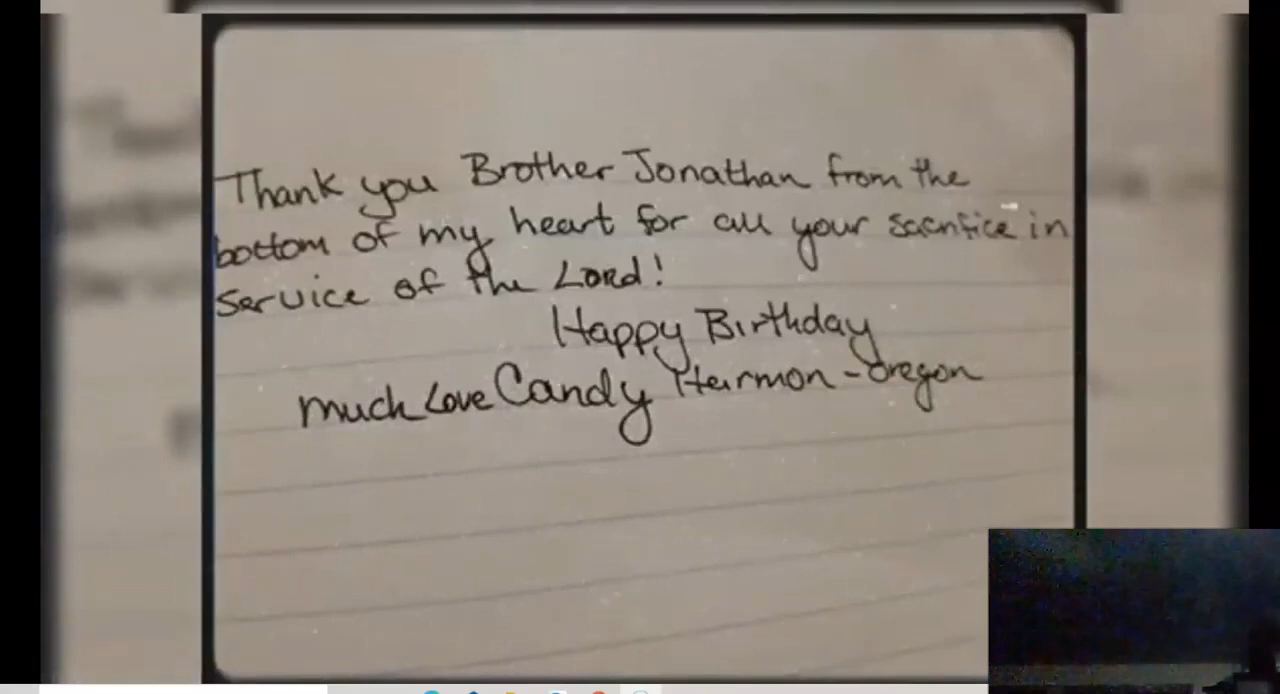 Thank you Brother Jonathan from the
bottom of my heart for all your sacrifice in
service of the Lord!
Happy Birthday
much Love Candy Harmon - Oregon